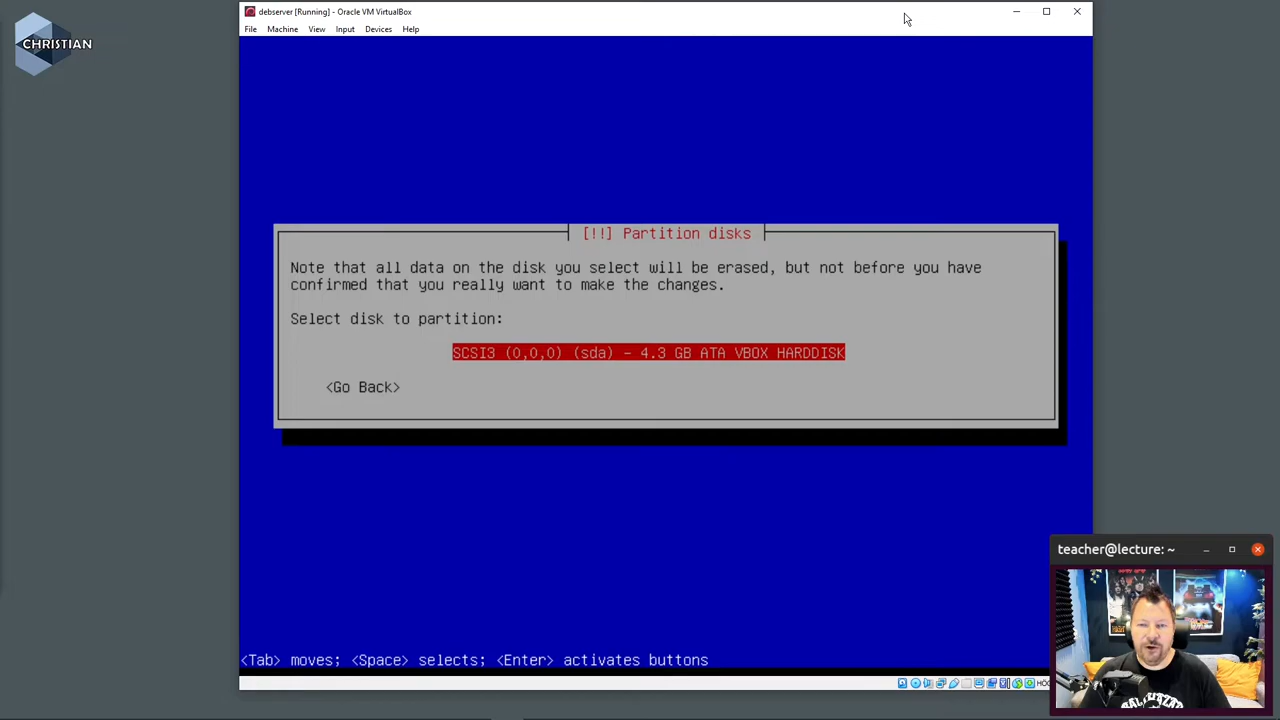 debserver [Running] - Oracle VM VirtualBox
File Machine View Input Devices Help
CHRISTIAN
[!!] Partition disks
Note that all data on the disk you select will be erased, but not before you have
confirmed that you really want to make the changes.
Select disk to partition:
SCSI3 (0,0,0) (sda) - 4.3 GB ATA VBOX HARDDISK
<Go Back>
teacher@lecture: ~
<Tab> moves; <Space> selects; <Enter> activates buttons